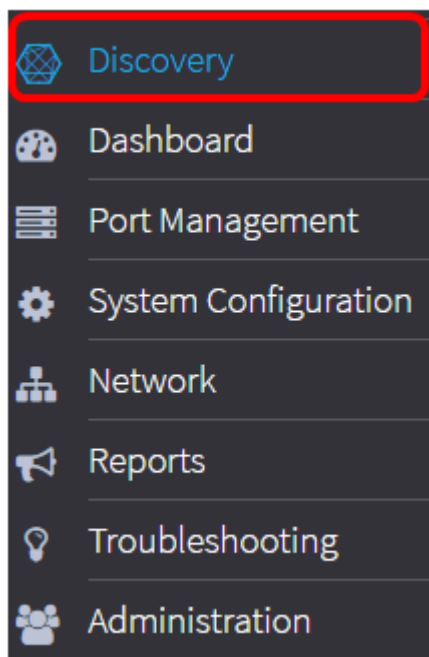 Discovery
Dashboard
Port Management
System Configuration
Network
Reports
Troubleshooting
Administration